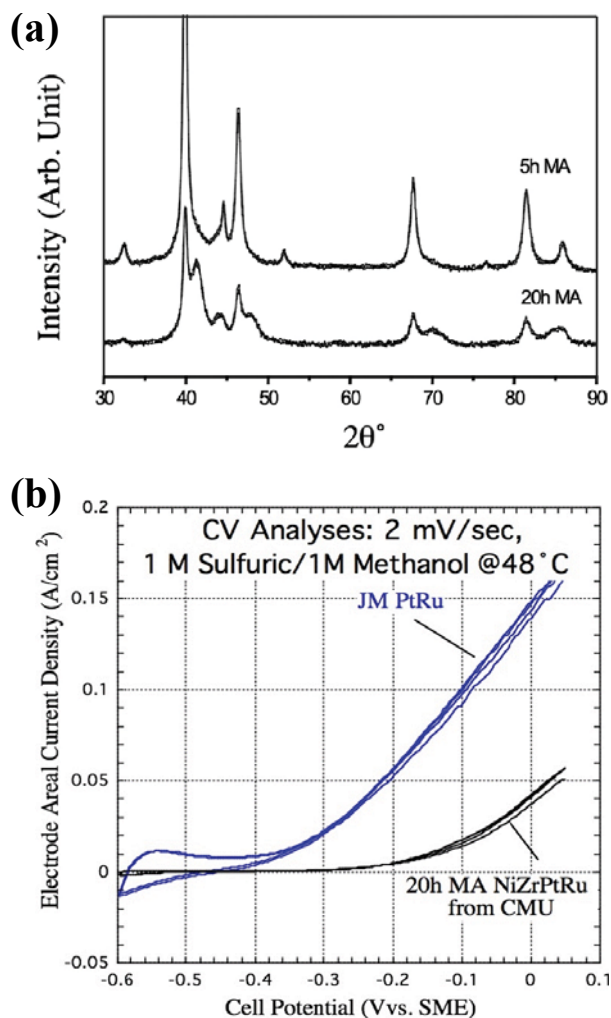 (a)
Intensity (Arb. Unit)
5h MA
20h MA
30 40 50 60 70 80 90
2θ°
(b)
CV Analyses: 2 mV/sec,
1 M Sulfuric/1M Methanol @48˚C
JM PtRu
20h MA NiZrPtRu
from CMU
Electrode Areal Current Density (A/cm²)
0.2
0.15
0.1
0.05
0
-0.05
-0.6 -0.5 -0.4 -0.3 -0.2 -0.1 0 0.1
Cell Potential (Vvs. SME)